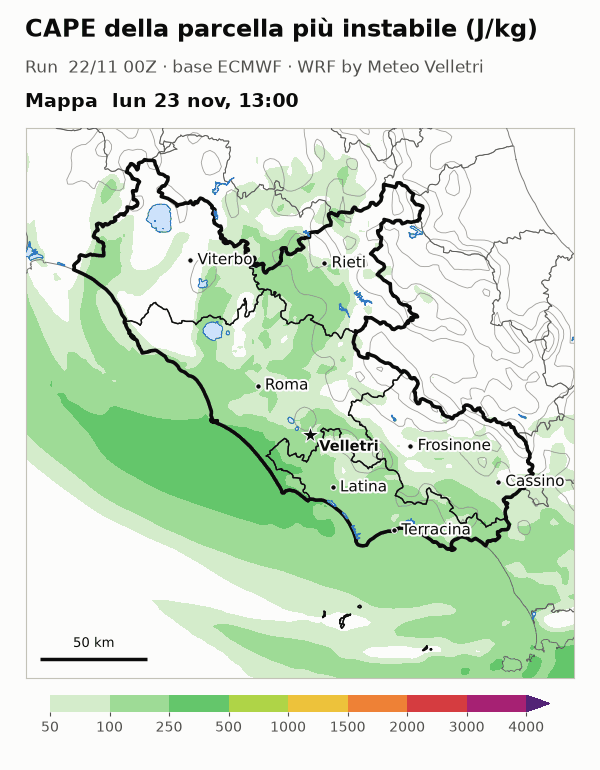 CAPE della parcella più instabile (J/kg)
Run  22/11 00Z · base ECMWF · WRF by Meteo Velletri
Mappa  lun 23 nov, 13:00
Viterbo
Rieti
Roma
Velletri
Frosinone
Cassino
Latina
Terracina
50 km
50 100 250 500 1000 1500 2000 3000 4000